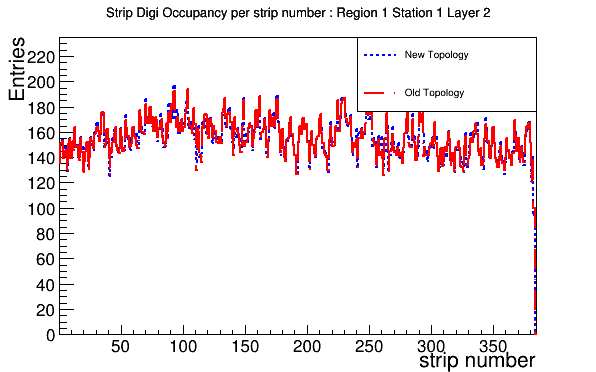 Strip Digi Occupancy per strip number : Region 1 Station 1 Layer 2
Entries
New Topology
Old Topology
220
200
180
160
140
120
100
80
60
40
20
0
50 100 150 200 250 300 350
strip number